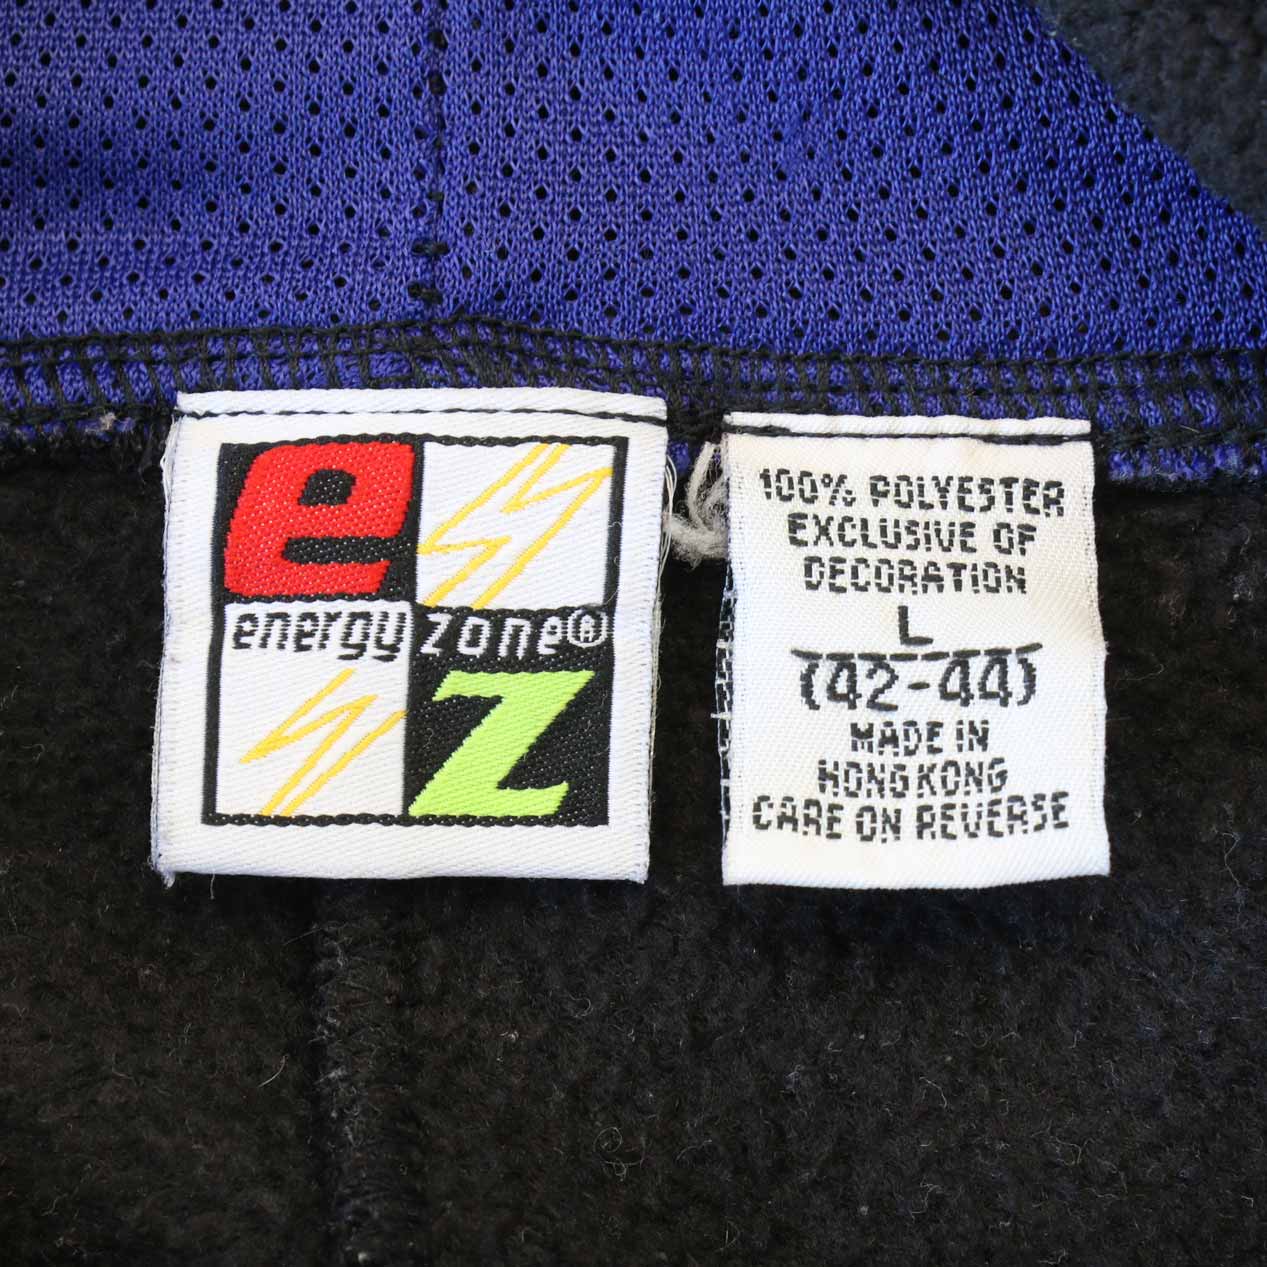 e
energy zone®
z
100% POLYESTER
EXCLUSIVE OF
DECORATION
L
(42-44)
MADE IN
HONG KONG
CARE ON REVERSE